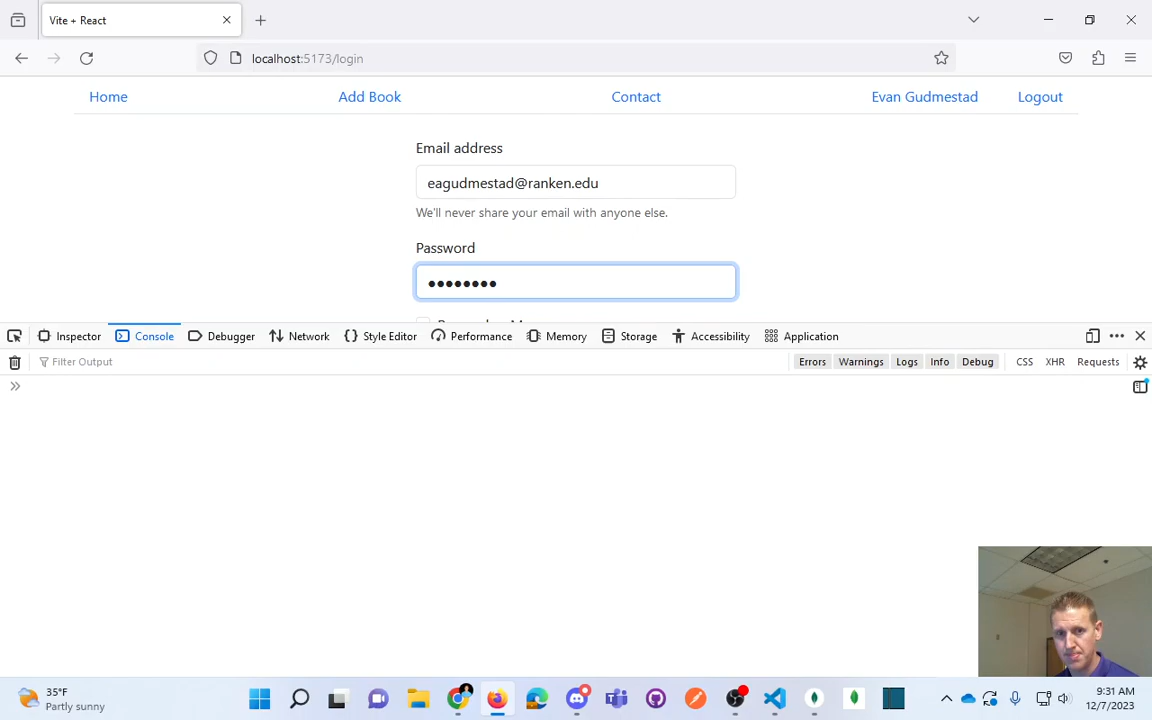 Vite + React
localhost:5173/login
Home
Add Book
Contact
Evan Gudmestad
Logout
Email address
eagudmestad@ranken.edu
We'll never share your email with anyone else.
Password
Inspector
Console
Debugger
Network
Style Editor
Performance
Memory
Storage
Accessibility
Application
Filter Output
Errors
Warnings
Logs
Info
Debug
CSS
XHR
Requests
35°F
Partly sunny
9:31 AM
12/7/2023